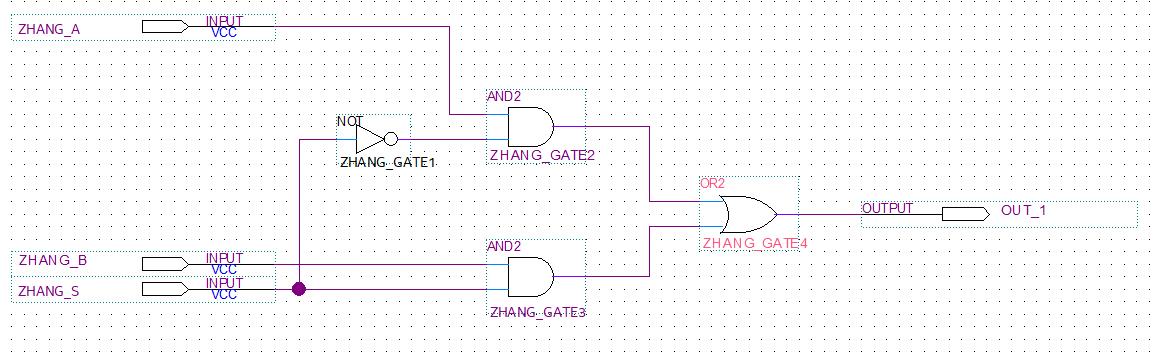 ZHANG_A
INPUT
VCC
AND2
NOT
ZHANG_GATE2
ZHANG_GATE1
OR2
OUTPUT
OUT_1
ZHANG_GATE4
AND2
ZHANG_B
INPUT
VCC
ZHANG_S
INPUT
VCC
ZHANG_GATE3